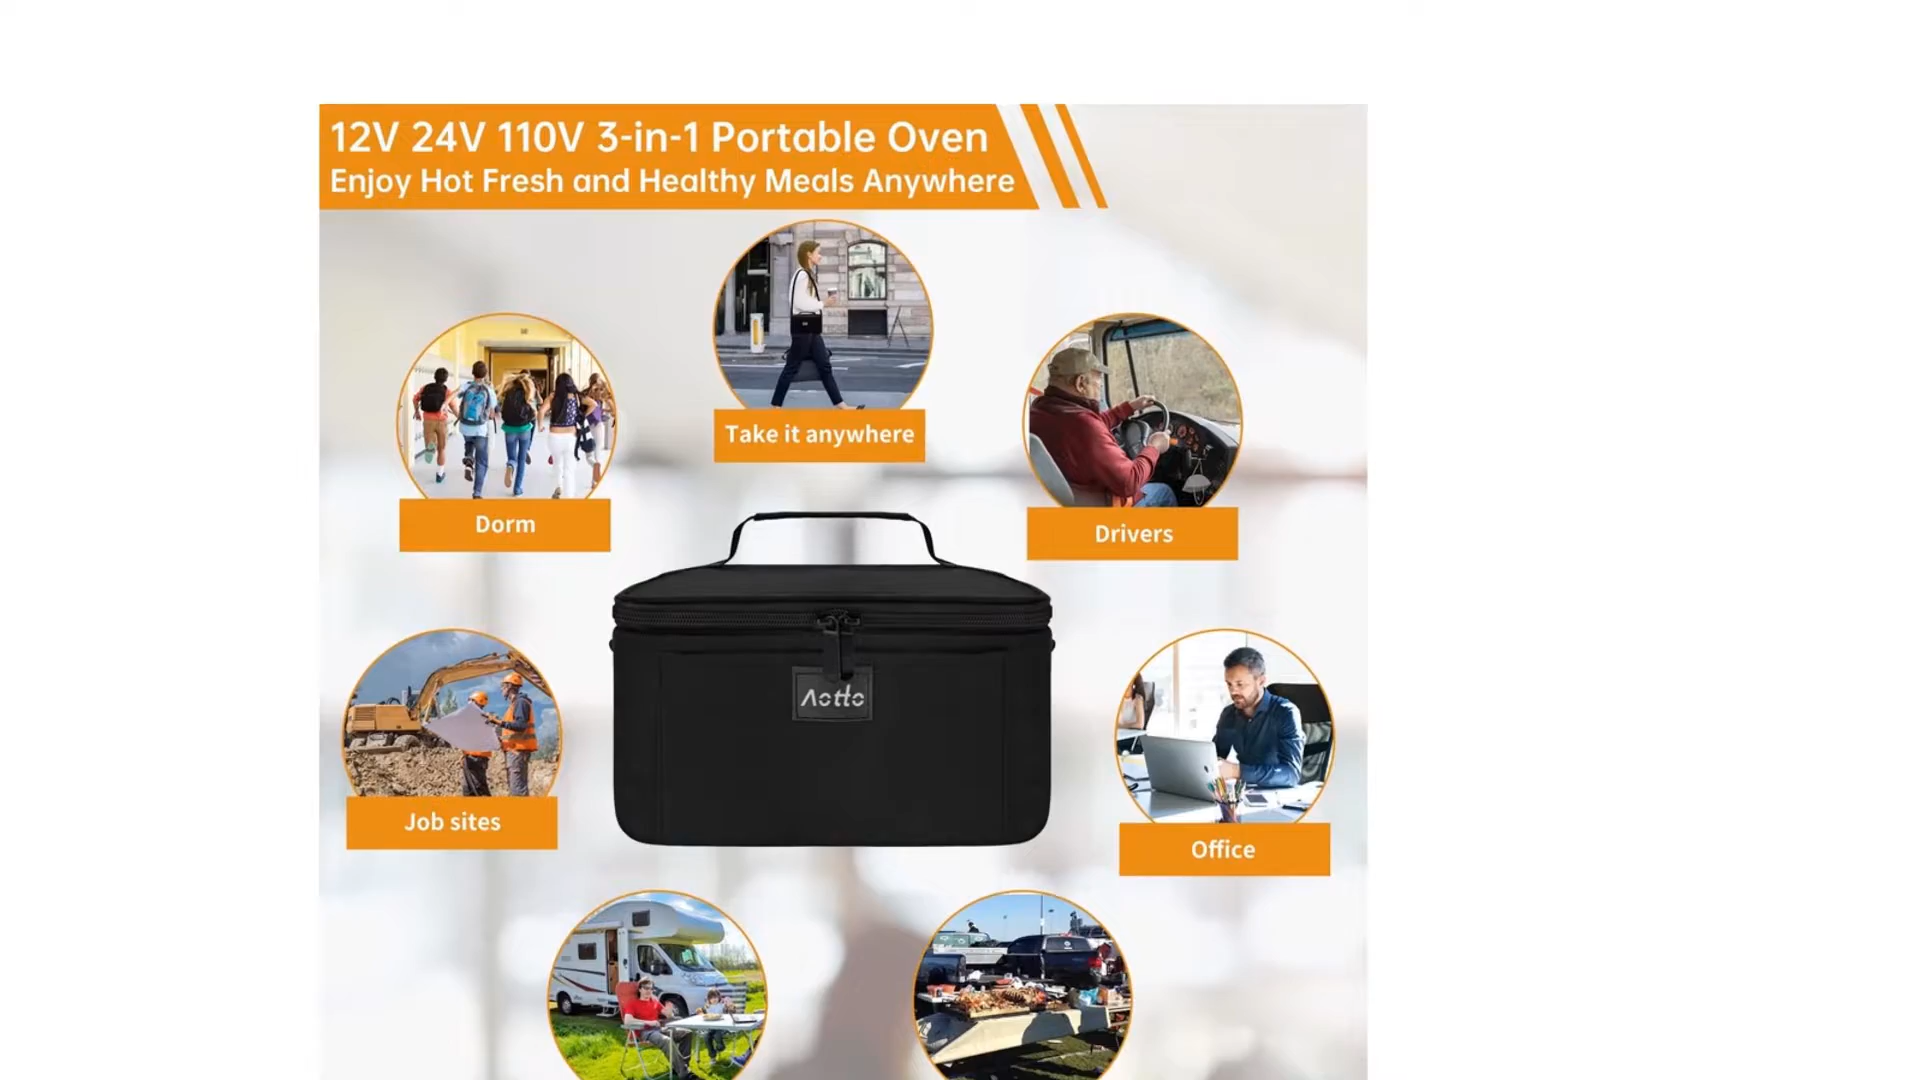 12V 24V 110V 3-in-1 Portable Oven
Enjoy Hot Fresh and Healthy Meals Anywhere
Take it anywhere
Dorm
Drivers
Aotto
Job sites
Office